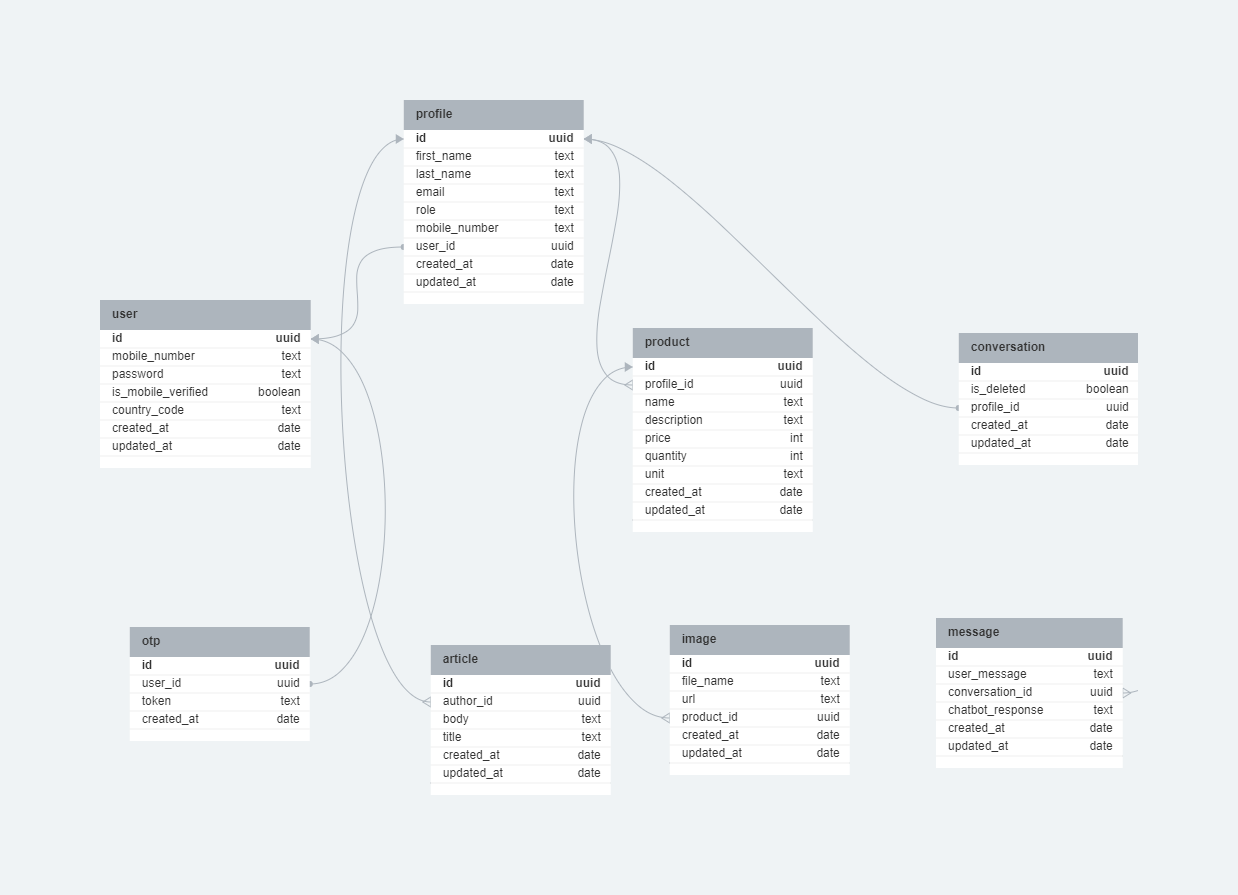 profile
id uuid
first_name text
last_name text
email text
role text
mobile_number text
user_id uuid
created_at date
updated_at date
user
id uuid
mobile_number text
password text
is_mobile_verified boolean
country_code text
created_at date
updated_at date
product
id uuid
profile_id uuid
name text
description text
price int
quantity int
unit text
created_at date
updated_at date
conversation
id uuid
is_deleted boolean
profile_id uuid
created_at date
updated_at date
otp
id uuid
user_id uuid
token text
created_at date
article
id uuid
author_id uuid
body text
title text
created_at date
updated_at date
image
id uuid
file_name text
url text
product_id uuid
created_at date
updated_at date
message
id uuid
user_message text
conversation_id uuid
chatbot_response text
created_at date
updated_at date